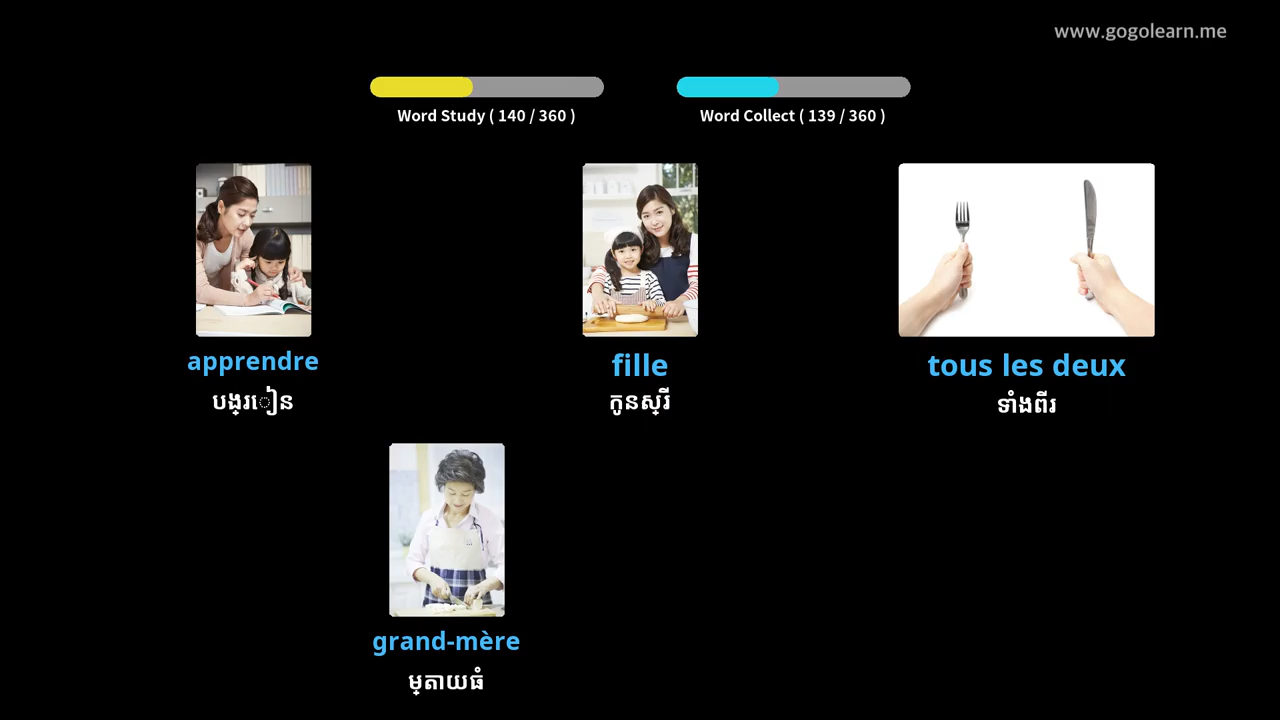 www.gogolearn.me
Word Study ( 140 / 360 )
Word Collect ( 139 / 360 )
apprendre
បង្រៀន
fille
កូនស្រី
tous les deux
ទាំងពីរ
grand-mère
ម្តាយធំ